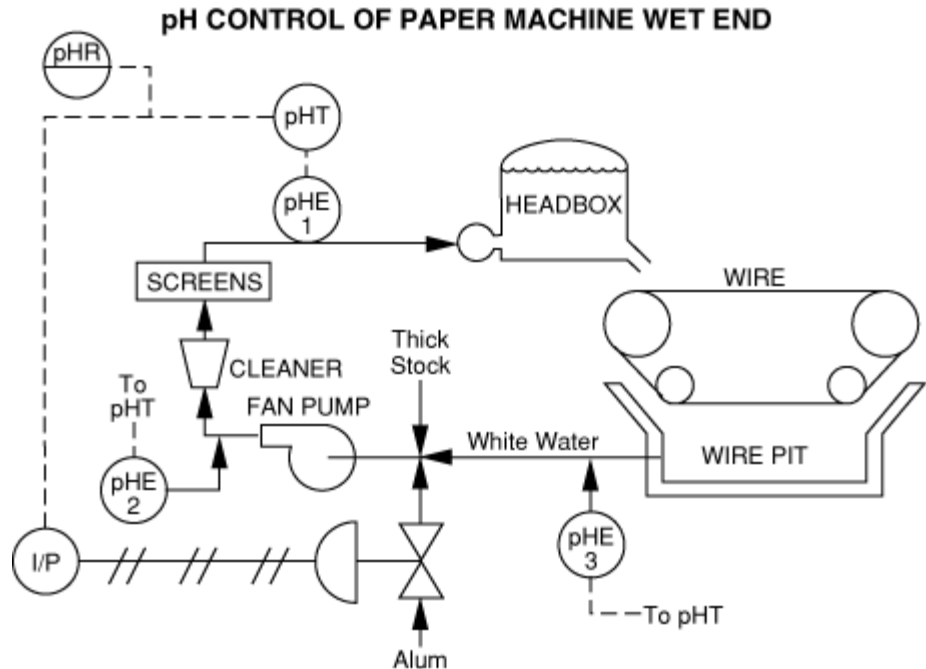 pH CONTROL OF PAPER MACHINE WET END
pHR
pHT
pHE
1
HEADBOX
SCREENS
WIRE
Thick
Stock
CLEANER
To
pHT
FAN PUMP
White Water
WIRE PIT
pHE
2
pHE
3
I/P
To pHT
Alum